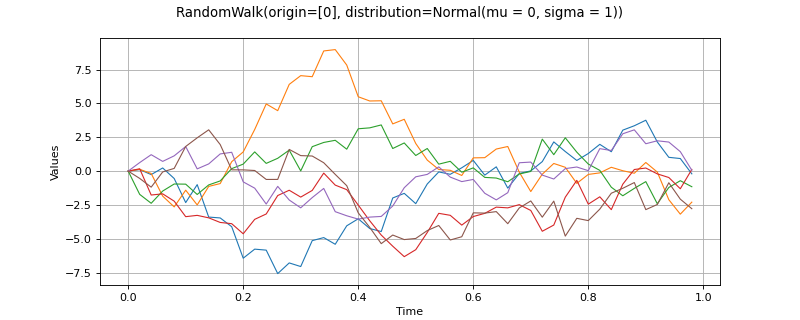 RandomWalk(origin=[0], distribution=Normal(mu = 0, sigma = 1))
Values
7.5
5.0
2.5
0.0
−2.5
−5.0
−7.5
0.0 0.2 0.4 0.6 0.8 1.0
Time